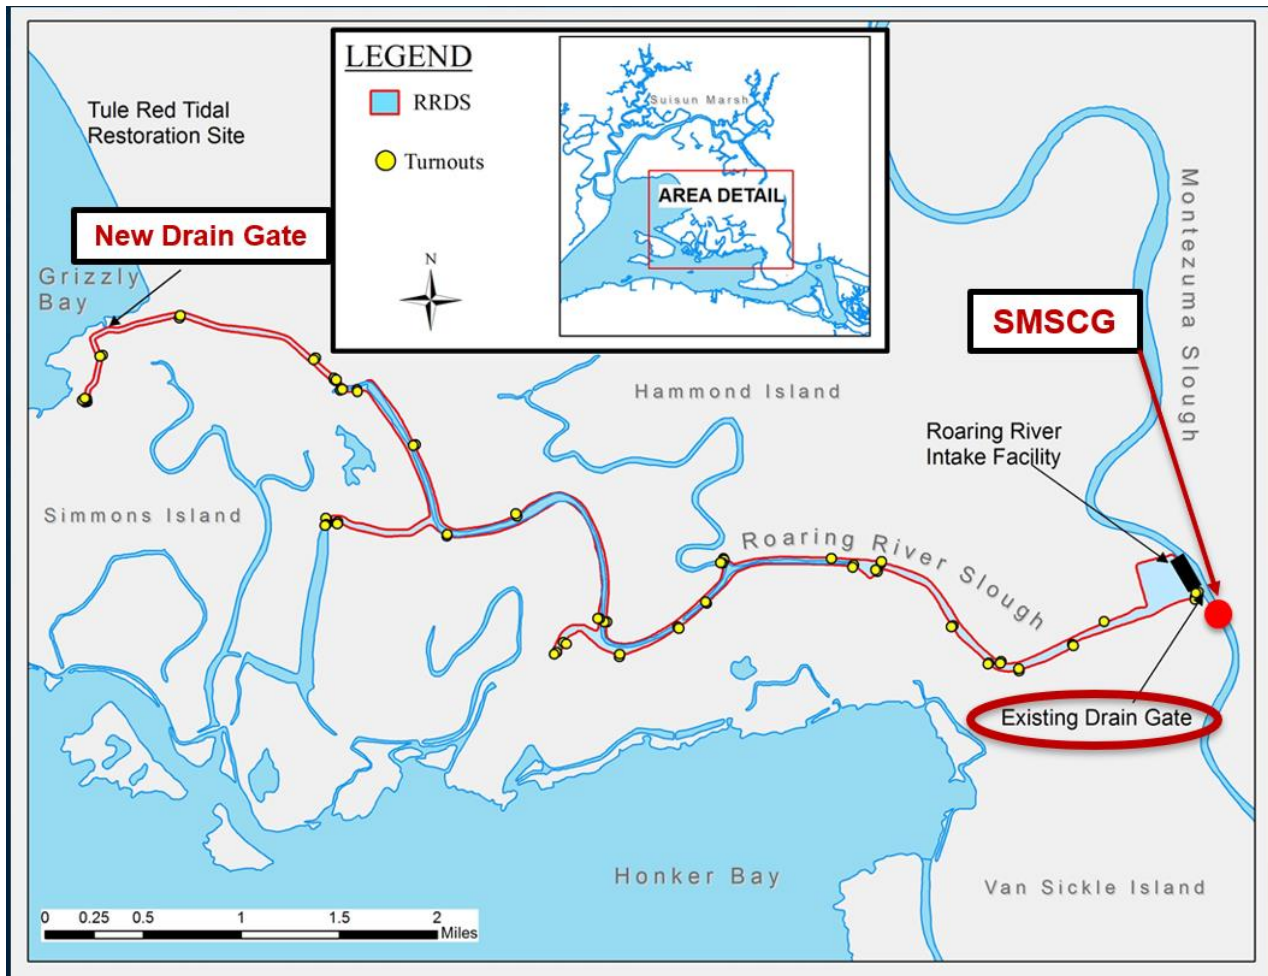 LEGEND
RRDS
Turnouts
N
Suisun Marsh
AREA DETAIL
Tule Red Tidal
Restoration Site
New Drain Gate
Grizzly
Bay
SMSCG
Montezuma Slough
Hammond Island
Roaring River
Intake Facility
Simmons Island
Roaring River Slough
Existing Drain Gate
Honker Bay
Van Sickle Island
0 0.25 0.5 1 1.5 2
Miles